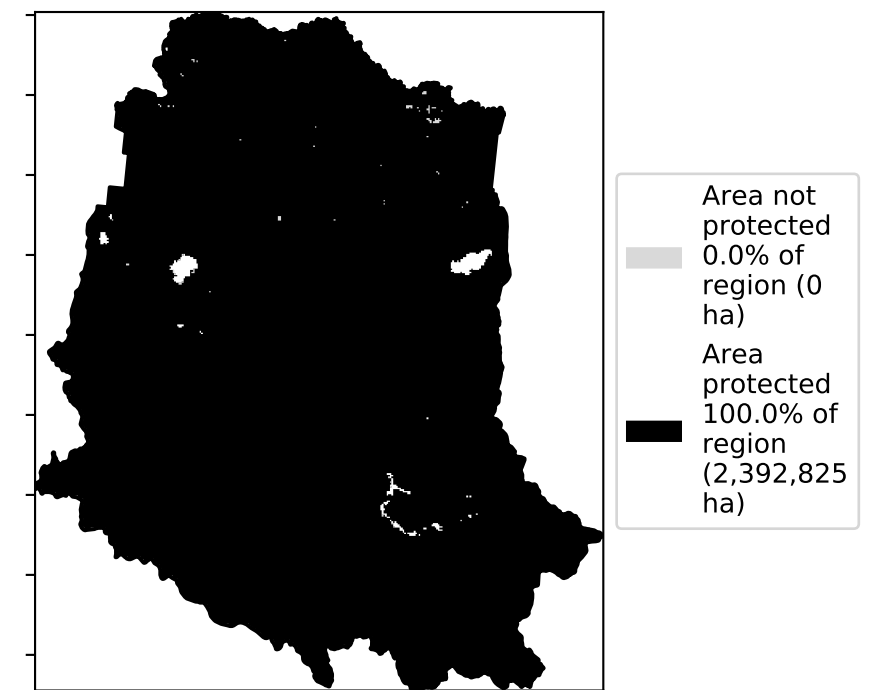 Area not
protected
0.0% of
region (0
ha)
Area
protected
100.0% of
region
(2,392,825
ha)